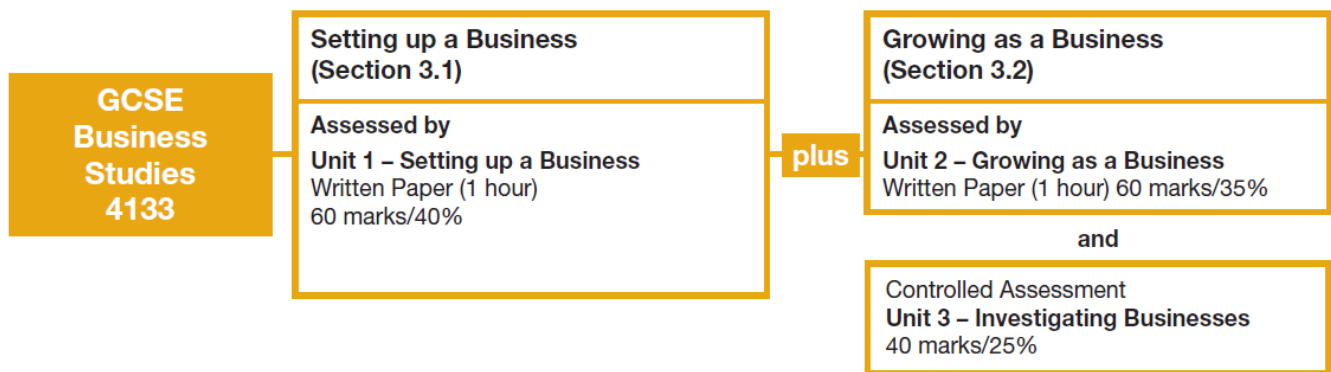 GCSE
Business
Studies
4133
Setting up a Business
(Section 3.1)
Assessed by
Unit 1 – Setting up a Business
Written Paper (1 hour)
60 marks/40%
plus
Growing as a Business
(Section 3.2)
Assessed by
Unit 2 – Growing as a Business
Written Paper (1 hour) 60 marks/35%
and
Controlled Assessment
Unit 3 – Investigating Businesses
40 marks/25%